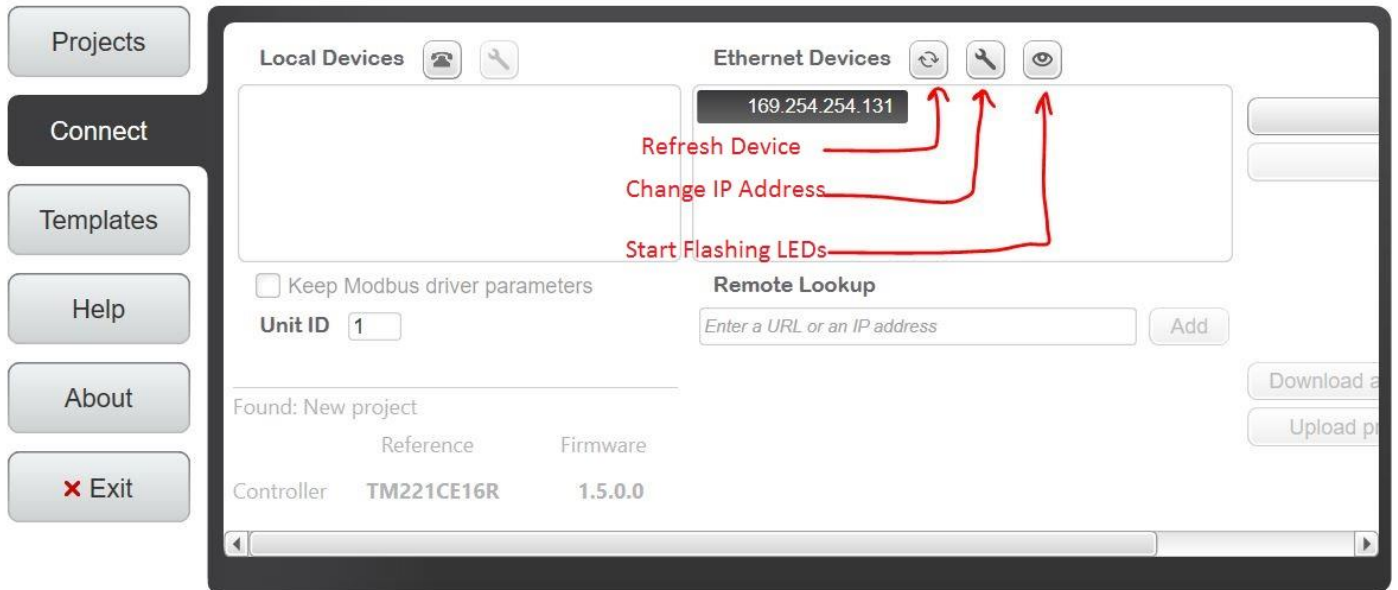 Projects
Connect
Templates
Help
About
× Exit
Local Devices
Ethernet Devices
169.254.254.131
Refresh Device
Change IP Address
Start Flashing LEDs
Keep Modbus driver parameters
Unit ID 1
Remote Lookup
Enter a URL or an IP address
Add
Found: New project
Reference Firmware
Controller TM221CE16R 1.5.0.0
Download a
Upload pr